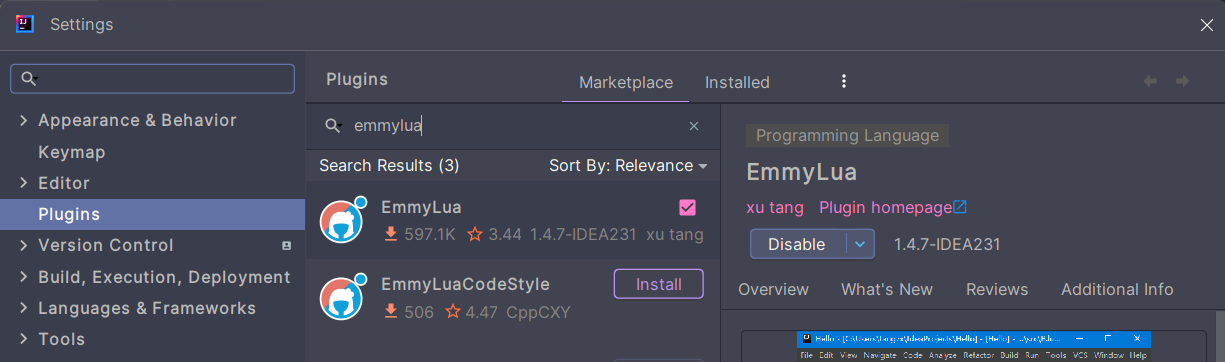 Settings
Plugins
Marketplace
Installed
Appearance & Behavior
Keymap
Editor
Plugins
Version Control
Build, Execution, Deployment
Languages & Frameworks
Tools
emmylua
Search Results (3)
Sort By: Relevance
EmmyLua
597.1K 3.44 1.4.7-IDEA231 xu tang
EmmyLuaCodeStyle
Install
506 4.47 CppCXY
Programming Language
EmmyLua
xu tang Plugin homepage
Disable 1.4.7-IDEA231
Overview What's New Reviews Additional Info
File Edit View Navigate Code Analyze Refactor Build Run Tools VCS Window Help